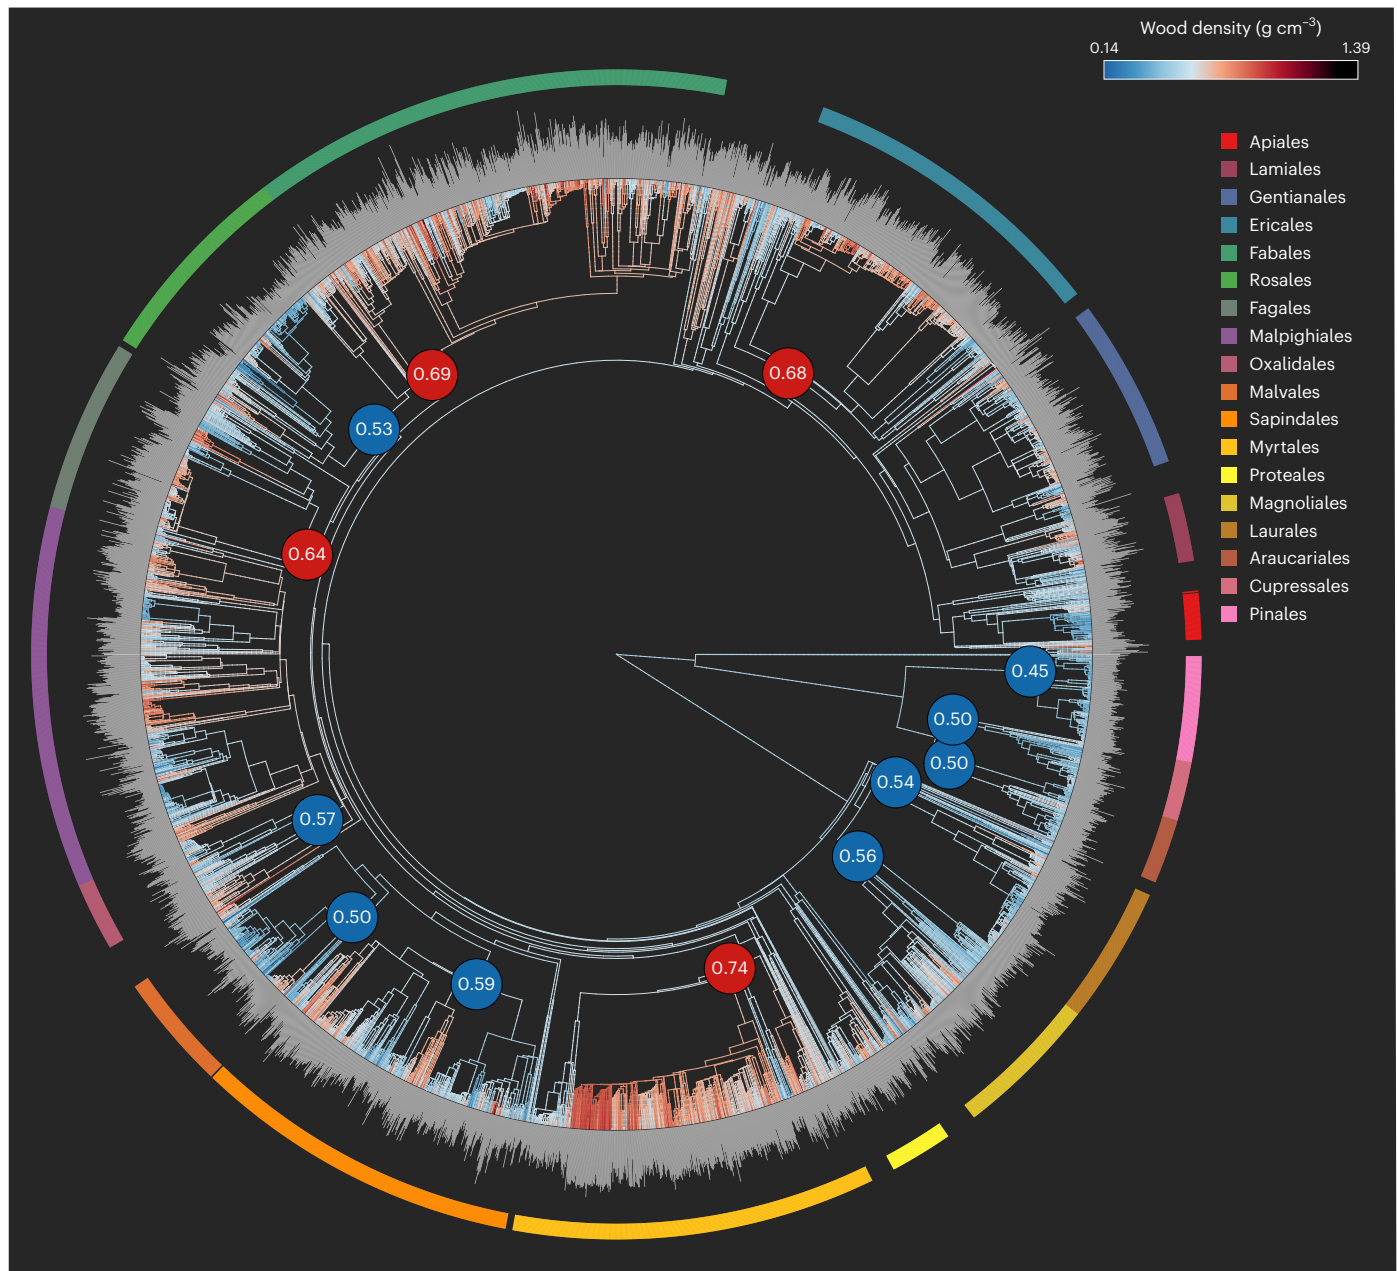 Wood density (g cm⁻³)
0.14 1.39
Apiales
Lamiales
Gentianales
Ericales
Fabales
Rosales
Fagales
Malpighiales
Oxalidales
Malvales
Sapindales
Myrtales
Proteales
Magnoliales
Laurales
Araucariales
Cupressales
Pinales
0.69
0.68
0.53
0.64
0.45
0.50
0.50
0.54
0.57
0.56
0.50
0.74
0.59